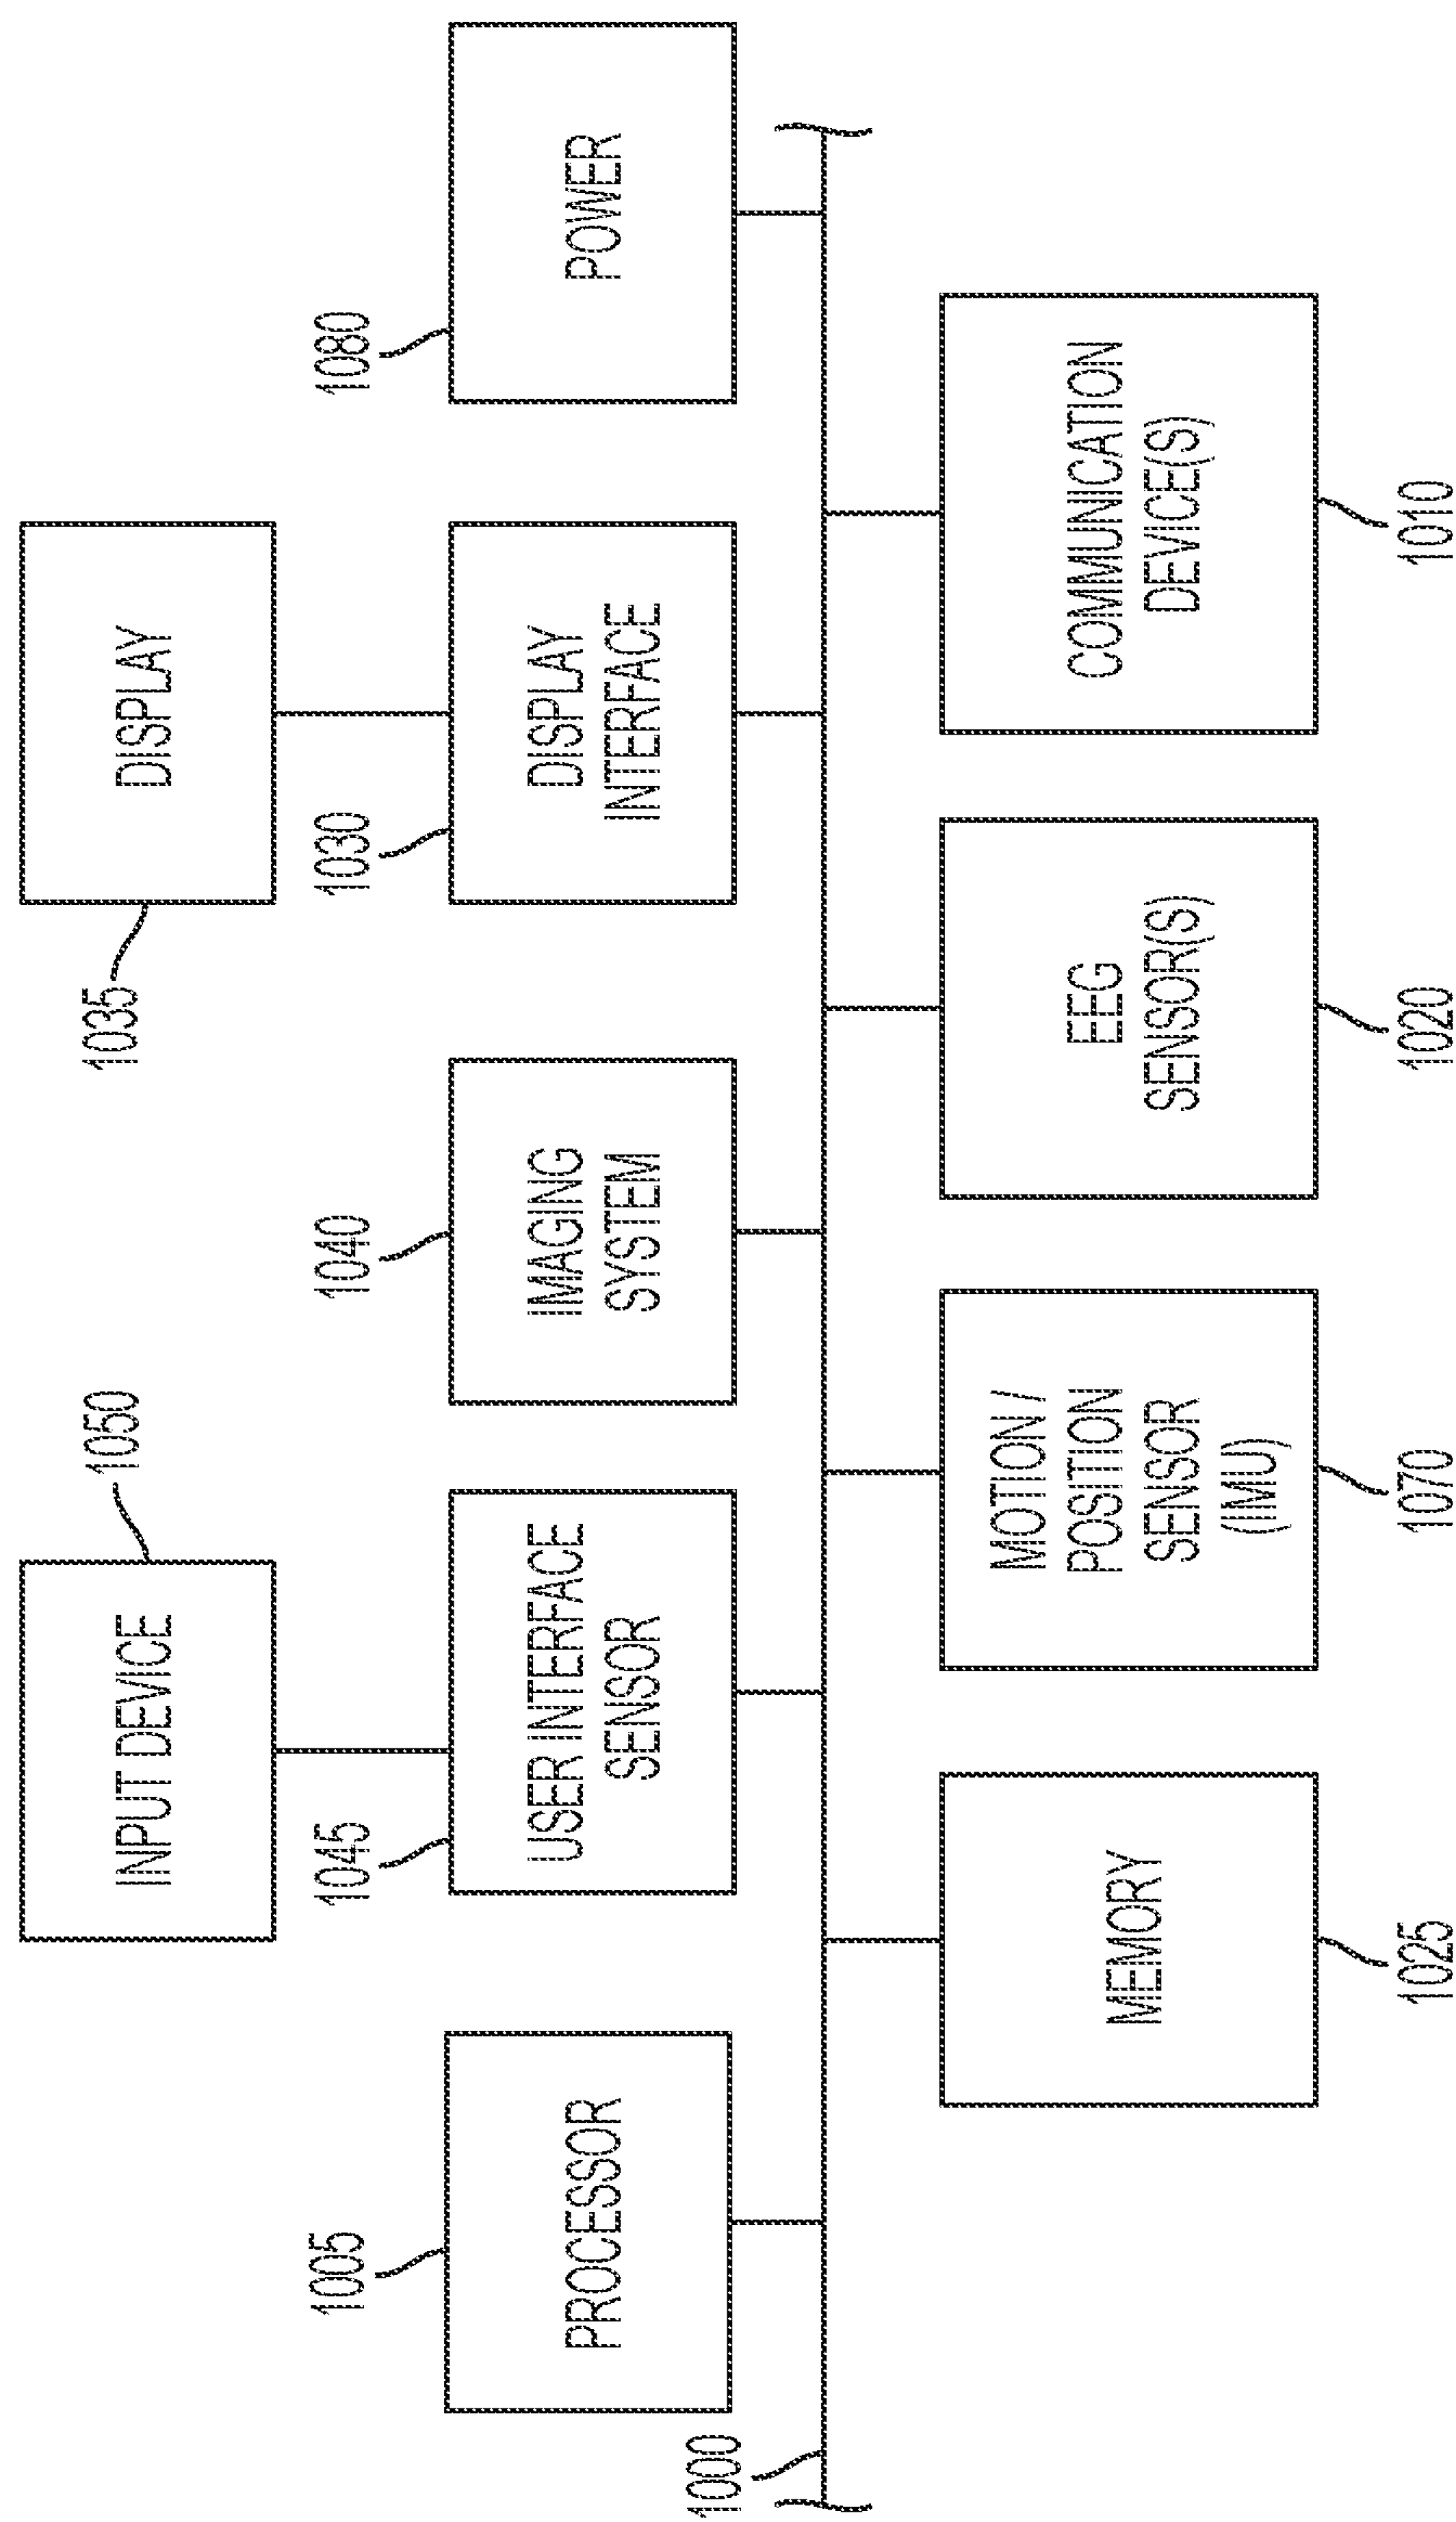 INPUT DEVICE
1050
1035
DISPLAY
1005
1045
1040
1030
1080
PROCESSOR
USER INTERFACE
SENSOR
IMAGING
SYSTEM
DISPLAY
INTERFACE
POWER
1000
MEMORY
MOTION /
POSITION
SENSOR
(IMU)
EEG
SENSOR(S)
COMMUNICATION
DEVICE(S)
1025
1070
1020
1010